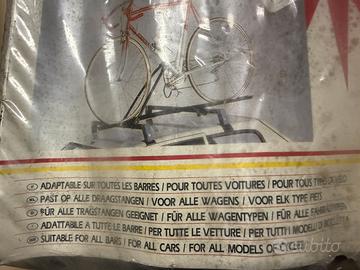 ADAPTABLE SUR TOUTES LES BARRES / POUR TOUTES VOITURES / POUR TOUS TYPES DE VELO
PAST OP ALLE DRAAGSTANGEN / VOOR ALLE WAGENS / VOOR ELK TYPE FIETS
FÜR ALLE TRAGSTANGEN GEEIGNET / FÜR ALLE WAGENTYPEN / FÜR ALLE
ADATTABILE A TUTTE LE BARRE / PER TUTTE LE VETTURE / PER TUTTI I MODELLI DI
SUITABLE FOR ALL BARS / FOR ALL CARS / FOR ALL MODELS OF